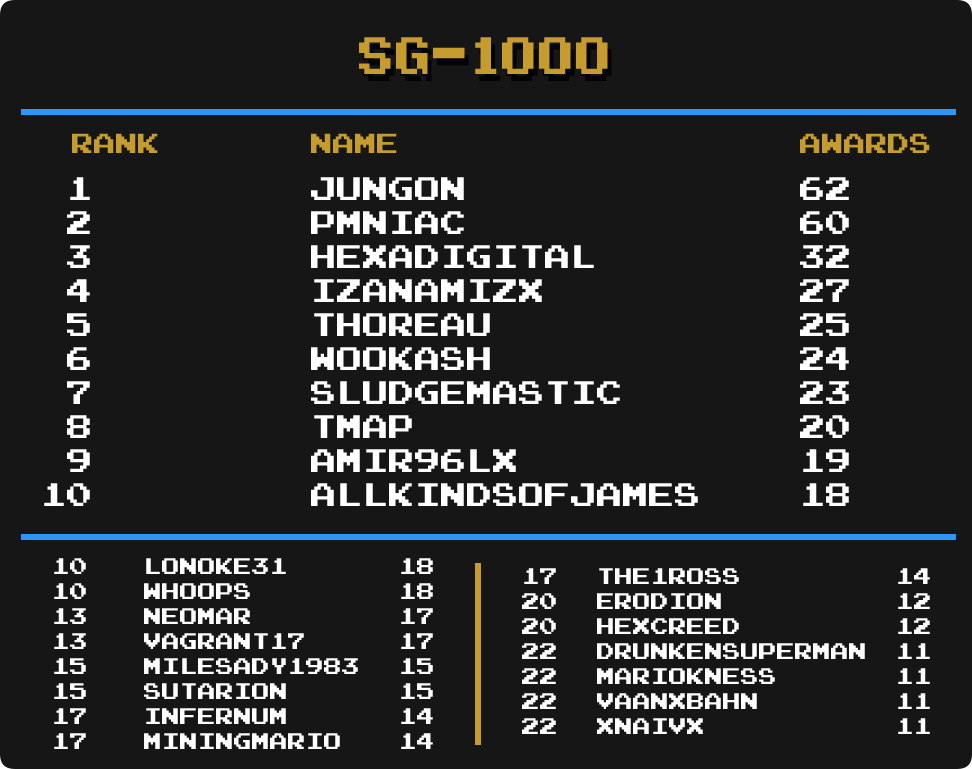 SG-1000
RANK NAME AWARDS
1 JUNGON 62
2 PMNIAC 60
3 HEXADIGITAL 32
4 IZANAMIZX 27
5 THOREAU 25
6 WOOKASH 24
7 SLUDGEMASTIC 23
8 TMAP 20
9 AMIR96LX 19
10 ALLKINDSOFJAMES 18
10 LONOKE31 18
10 WHOOPS 18
13 NEOMAR 17
13 VAGRANT17 17
15 MILESADY1983 15
15 SUTARION 15
17 INFERNUM 14
17 MININGMARIO 14
17 THE1ROSS 14
20 ERODION 12
20 HEXCREED 12
22 DRUNKENSUPERMAN 11
22 MARIOKNESS 11
22 VAANXBAHN 11
22 XNAIVX 11